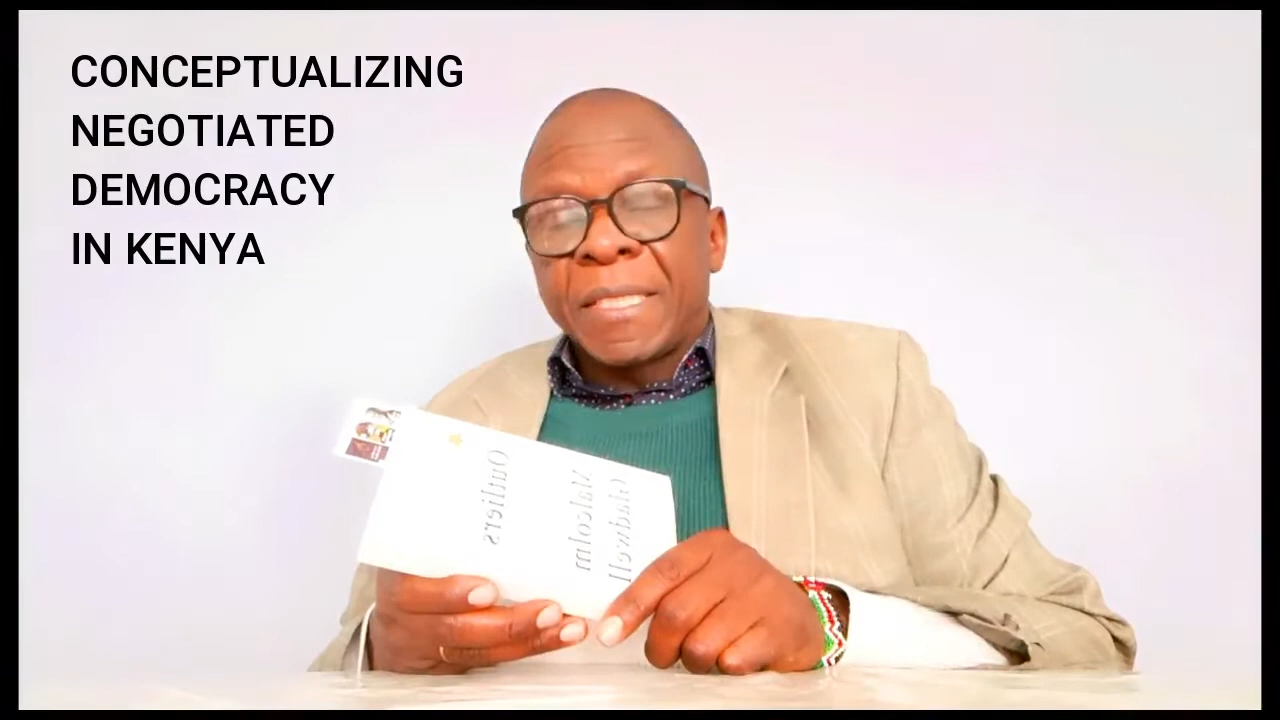 CONCEPTUALIZING
NEGOTIATED
DEMOCRACY
IN KENYA
Outliers
Malcolm
Gladwell